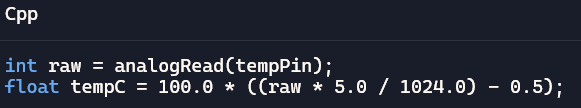 Cpp
int raw = analogRead(tempPin);
float tempC = 100.0 * ((raw * 5.0 / 1024.0) - 0.5);